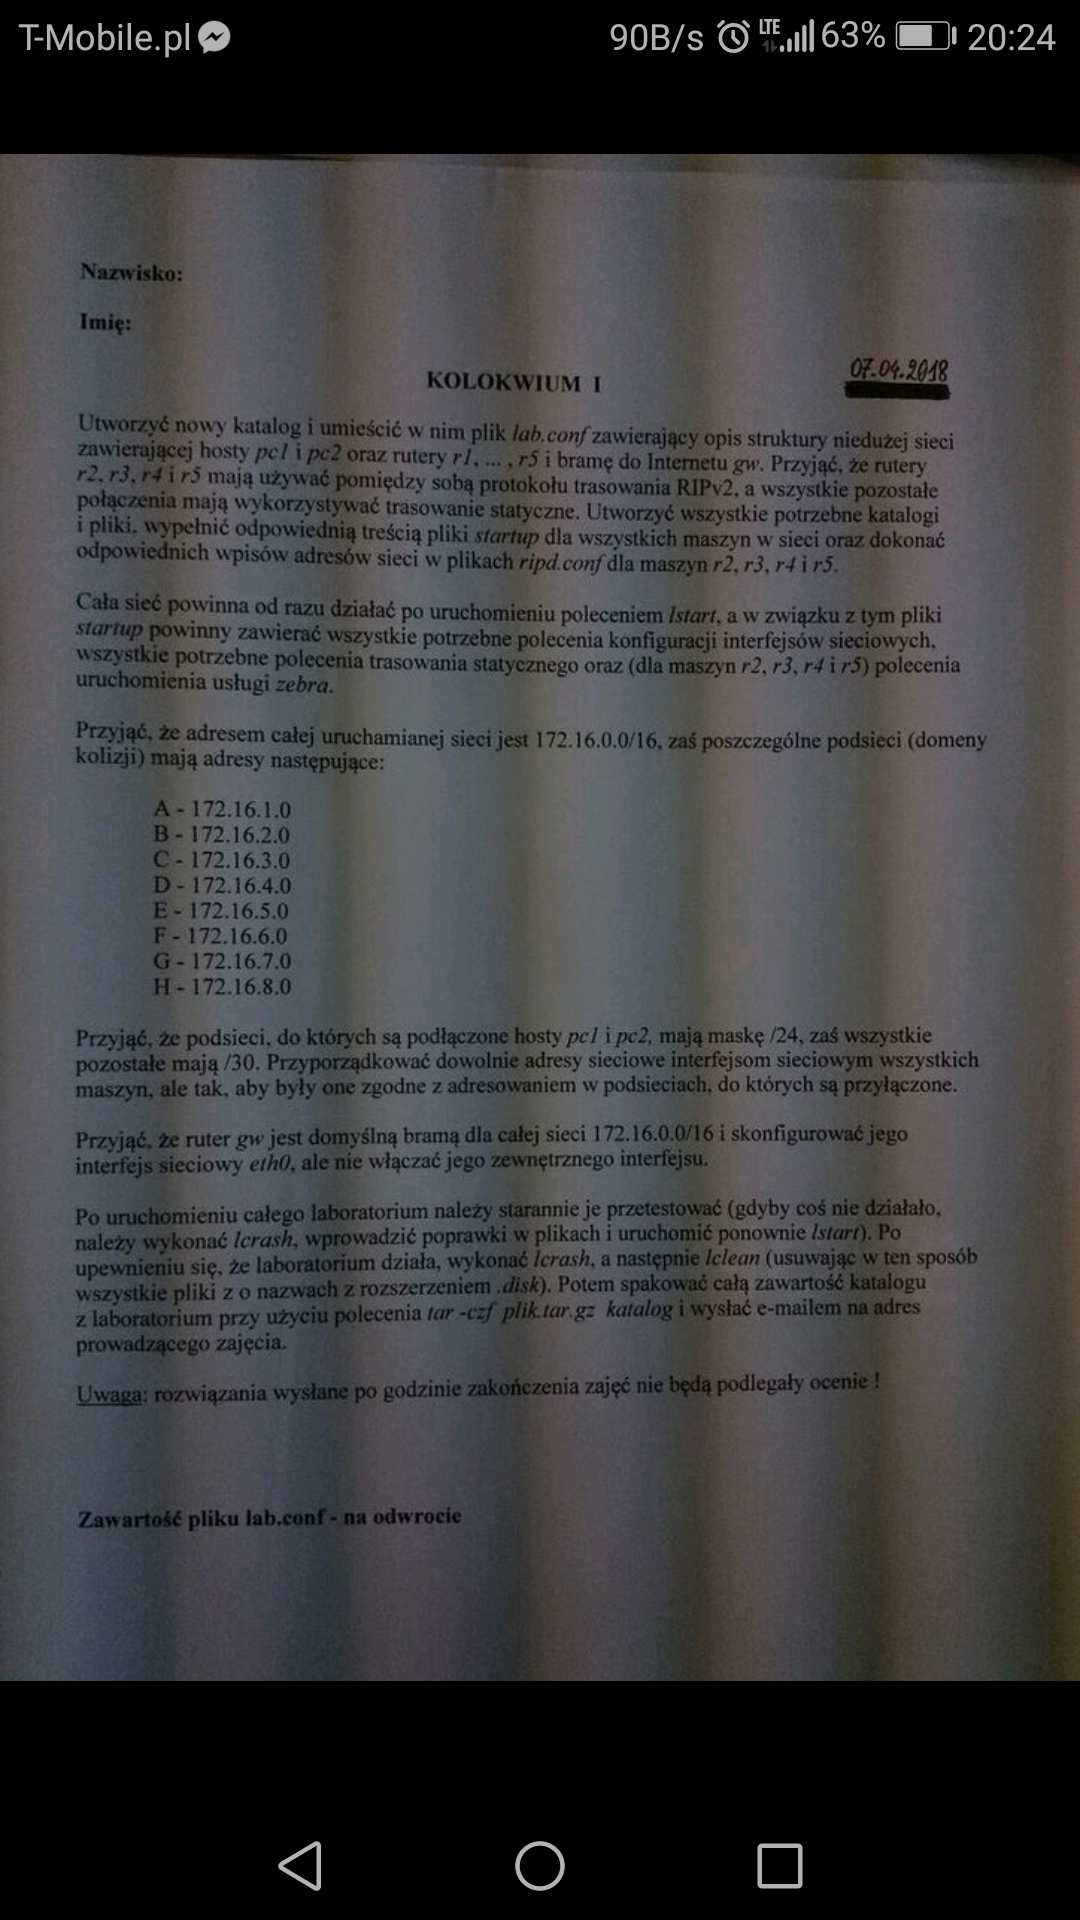 T-Mobile.pl 90B/s LTE 63% 20:24
Nazwisko:
Imię:
07.04.2018
KOLOKWIUM I
Utworzyć nowy katalog i umieścić w nim plik lab.conf zawierający opis struktury niedużej sieci
zawierającej hosty pc1 i pc2 oraz rutery r1, ... , r5 i bramę do Internetu gw. Przyjąć, że rutery
r2, r3, r4 i r5 mają używać pomiędzy sobą protokołu trasowania RIPv2, a wszystkie pozostałe
połączenia mają wykorzystywać trasowanie statyczne. Utworzyć wszystkie potrzebne katalogi
i pliki, wypełnić odpowiednią treścią pliki startup dla wszystkich maszyn w sieci oraz dokonać
odpowiednich wpisów adresów sieci w plikach ripd.conf dla maszyn r2, r3, r4 i r5.
Cała sieć powinna od razu działać po uruchomieniu poleceniem lstart, a w związku z tym pliki
startup powinny zawierać wszystkie potrzebne polecenia konfiguracji interfejsów sieciowych,
wszystkie potrzebne polecenia trasowania statycznego oraz (dla maszyn r2, r3, r4 i r5) polecenia
uruchomienia usługi zebra.
Przyjąć, że adresem całej uruchamianej sieci jest 172.16.0.0/16, zaś poszczególne podsieci (domeny
kolizji) mają adresy następujące:
A - 172.16.1.0
B - 172.16.2.0
C - 172.16.3.0
D - 172.16.4.0
E - 172.16.5.0
F - 172.16.6.0
G - 172.16.7.0
H - 172.16.8.0
Przyjąć, że podsieci, do których są podłączone hosty pc1 i pc2, mają maskę /24, zaś wszystkie
pozostałe mają /30. Przyporządkować dowolnie adresy sieciowe interfejsom sieciowym wszystkich
maszyn, ale tak, aby były one zgodne z adresowaniem w podsieciach, do których są przyłączone.
Przyjąć, że ruter gw jest domyślną bramą dla całej sieci 172.16.0.0/16 i skonfigurować jego
interfejs sieciowy eth0, ale nie włączać jego zewnętrznego interfejsu.
Po uruchomieniu całego laboratorium należy starannie je przetestować (gdyby coś nie działało,
należy wykonać lcrash, wprowadzić poprawki w plikach i uruchomić ponownie lstart). Po
upewnieniu się, że laboratorium działa, wykonać lcrash, a następnie lclean (usuwając w ten sposób
wszystkie pliki z o nazwach z rozszerzeniem .disk). Potem spakować całą zawartość katalogu
z laboratorium przy użyciu polecenia tar -czf plik.tar.gz katalog i wysłać e-mailem na adres
prowadzącego zajęcia.
Uwaga: rozwiązania wysłane po godzinie zakończenia zajęć nie będą podlegały ocenie !
Zawartość pliku lab.conf - na odwrocie